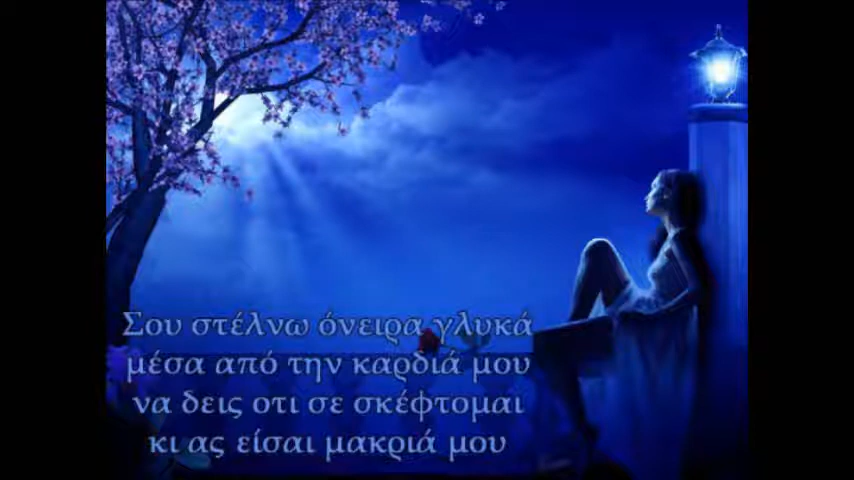 Σου στέλνω όνειρα γλυκά
μέσα από την καρδιά μου
να δεις οτι σε σκέφτομαι
κι ας είσαι μακριά μου